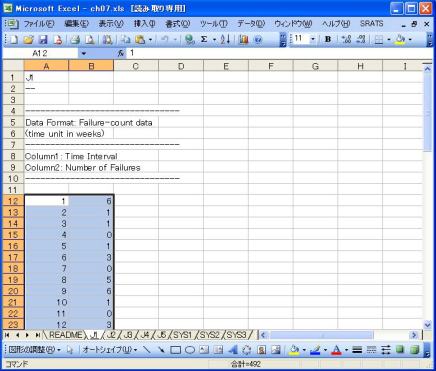 Microsoft Excel - ch07.xls [読み取り専用]
ファイル(F) 編集(E) 表示(V) 挿入(I) 書式(O) ツール(T) データ(D) ウィンドウ(W) ヘルプ(H) SRATS
11 B
A12 fx 1
A B C D E F G H I
1 J1
2 --
3
4 -------------------------------
5 Data Format: Failure-count data
6 (time unit in weeks)
7 -------------------------------
8 Column1: Time Interval
9 Column2: Number of Failures
10 -------------------------------
11
12 1 6
13 2 1
14 3 1
15 4 0
16 5 1
17 6 3
18 7 0
19 8 5
20 9 6
21 10 1
22 11 0
23 12 3
README J1 J2 J3 J4 J5 SYS1 SYS2 SYS3
図形の調整(R) オートシェイプ(U)
コマンド 合計=492